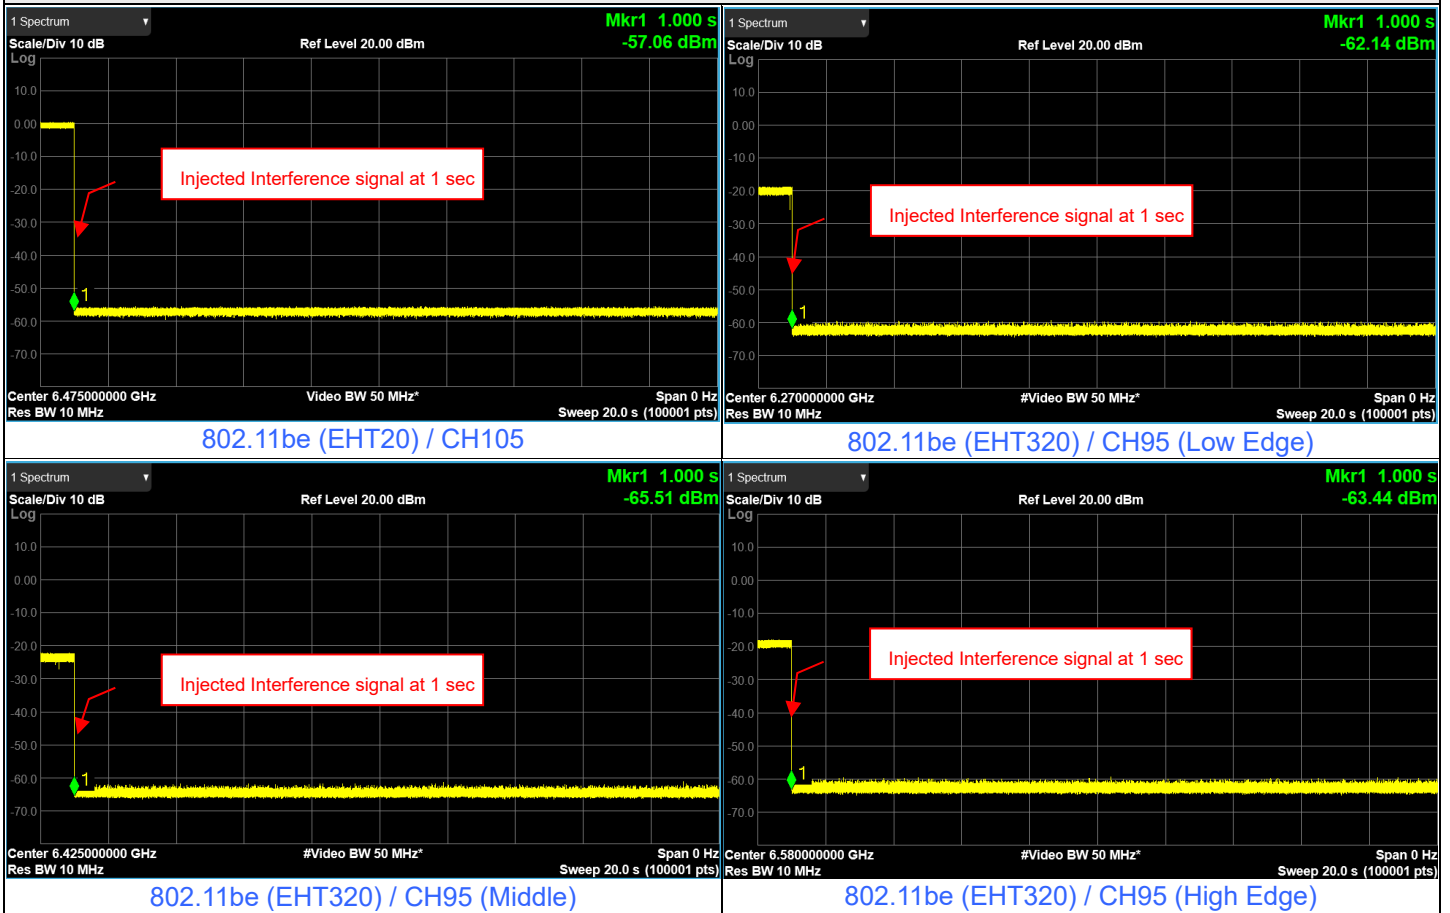 1 Spectrum ▼
Mkr1 1.000 s
Scale/Div 10 dB
Ref Level 20.00 dBm
-57.06 dBm
Log
10.0
0.00
-10.0
-20.0
-30.0
-40.0
-50.0
-60.0
-70.0
Injected Interference signal at 1 sec
1
Center 6.475000000 GHz
Video BW 50 MHz*
Span 0 Hz
Res BW 10 MHz
Sweep 20.0 s (100001 pts)
802.11be (EHT20) / CH105
1 Spectrum ▼
Mkr1 1.000 s
Scale/Div 10 dB
Ref Level 20.00 dBm
-62.14 dBm
Log
10.0
0.00
-10.0
-20.0
-30.0
-40.0
-50.0
-60.0
-70.0
Injected Interference signal at 1 sec
1
Center 6.270000000 GHz
#Video BW 50 MHz*
Span 0 Hz
Res BW 10 MHz
Sweep 20.0 s (100001 pts)
802.11be (EHT320) / CH95 (Low Edge)
1 Spectrum ▼
Mkr1 1.000 s
Scale/Div 10 dB
Ref Level 20.00 dBm
-65.51 dBm
Log
10.0
0.00
-10.0
-20.0
-30.0
-40.0
-50.0
-60.0
-70.0
Injected Interference signal at 1 sec
1
Center 6.425000000 GHz
#Video BW 50 MHz*
Span 0 Hz
Res BW 10 MHz
Sweep 20.0 s (100001 pts)
802.11be (EHT320) / CH95 (Middle)
1 Spectrum ▼
Mkr1 1.000 s
Scale/Div 10 dB
Ref Level 20.00 dBm
-63.44 dBm
Log
10.0
0.00
-10.0
-20.0
-30.0
-40.0
-50.0
-60.0
-70.0
Injected Interference signal at 1 sec
1
Center 6.580000000 GHz
#Video BW 50 MHz*
Span 0 Hz
Res BW 10 MHz
Sweep 20.0 s (100001 pts)
802.11be (EHT320) / CH95 (High Edge)